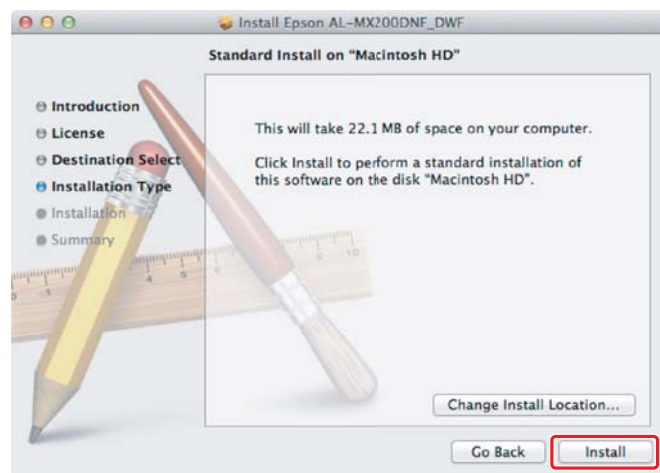 Install Epson AL-MX200DNF_DWF
Standard Install on "Macintosh HD"
Introduction
License
Destination Select
Installation Type
Installation
Summary
This will take 22.1 MB of space on your computer.
Click Install to perform a standard installation of
this software on the disk "Macintosh HD".
Change Install Location...
Go Back
Install